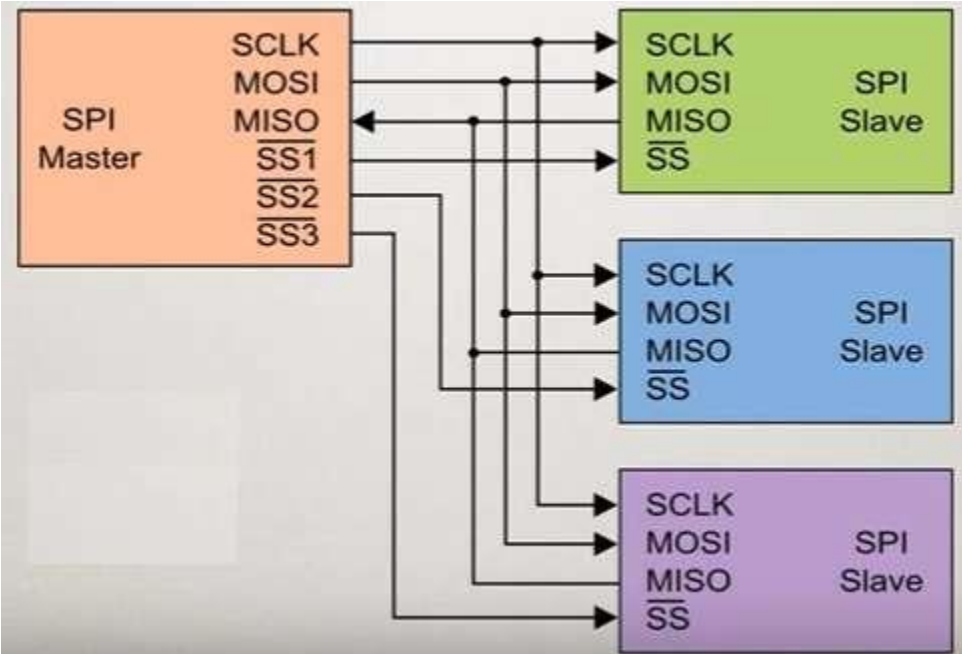 SPI
Master
SCLK
MOSI
MISO
SS1
SS2
SS3
SCLK
MOSI
MISO
SS
SPI
Slave
SCLK
MOSI
MISO
SS
SPI
Slave
SCLK
MOSI
MISO
SS
SPI
Slave